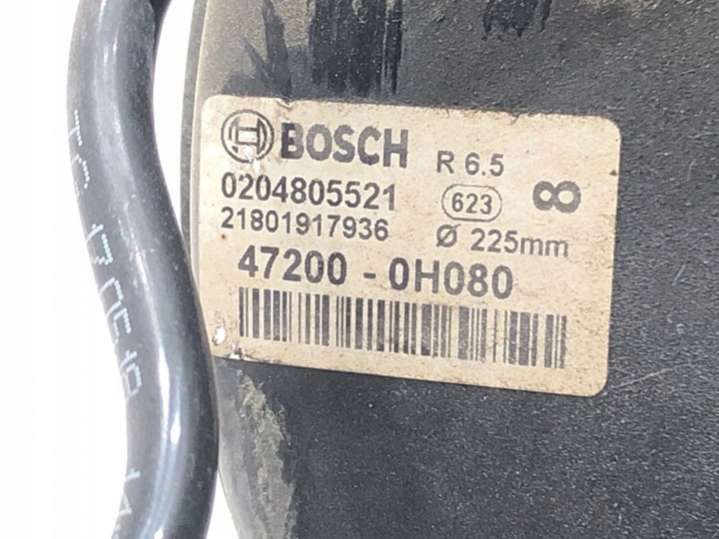 BOSCH R 6.5
0204805521 623 ∞
21801917936 Ø 225mm
47200 - 0H080